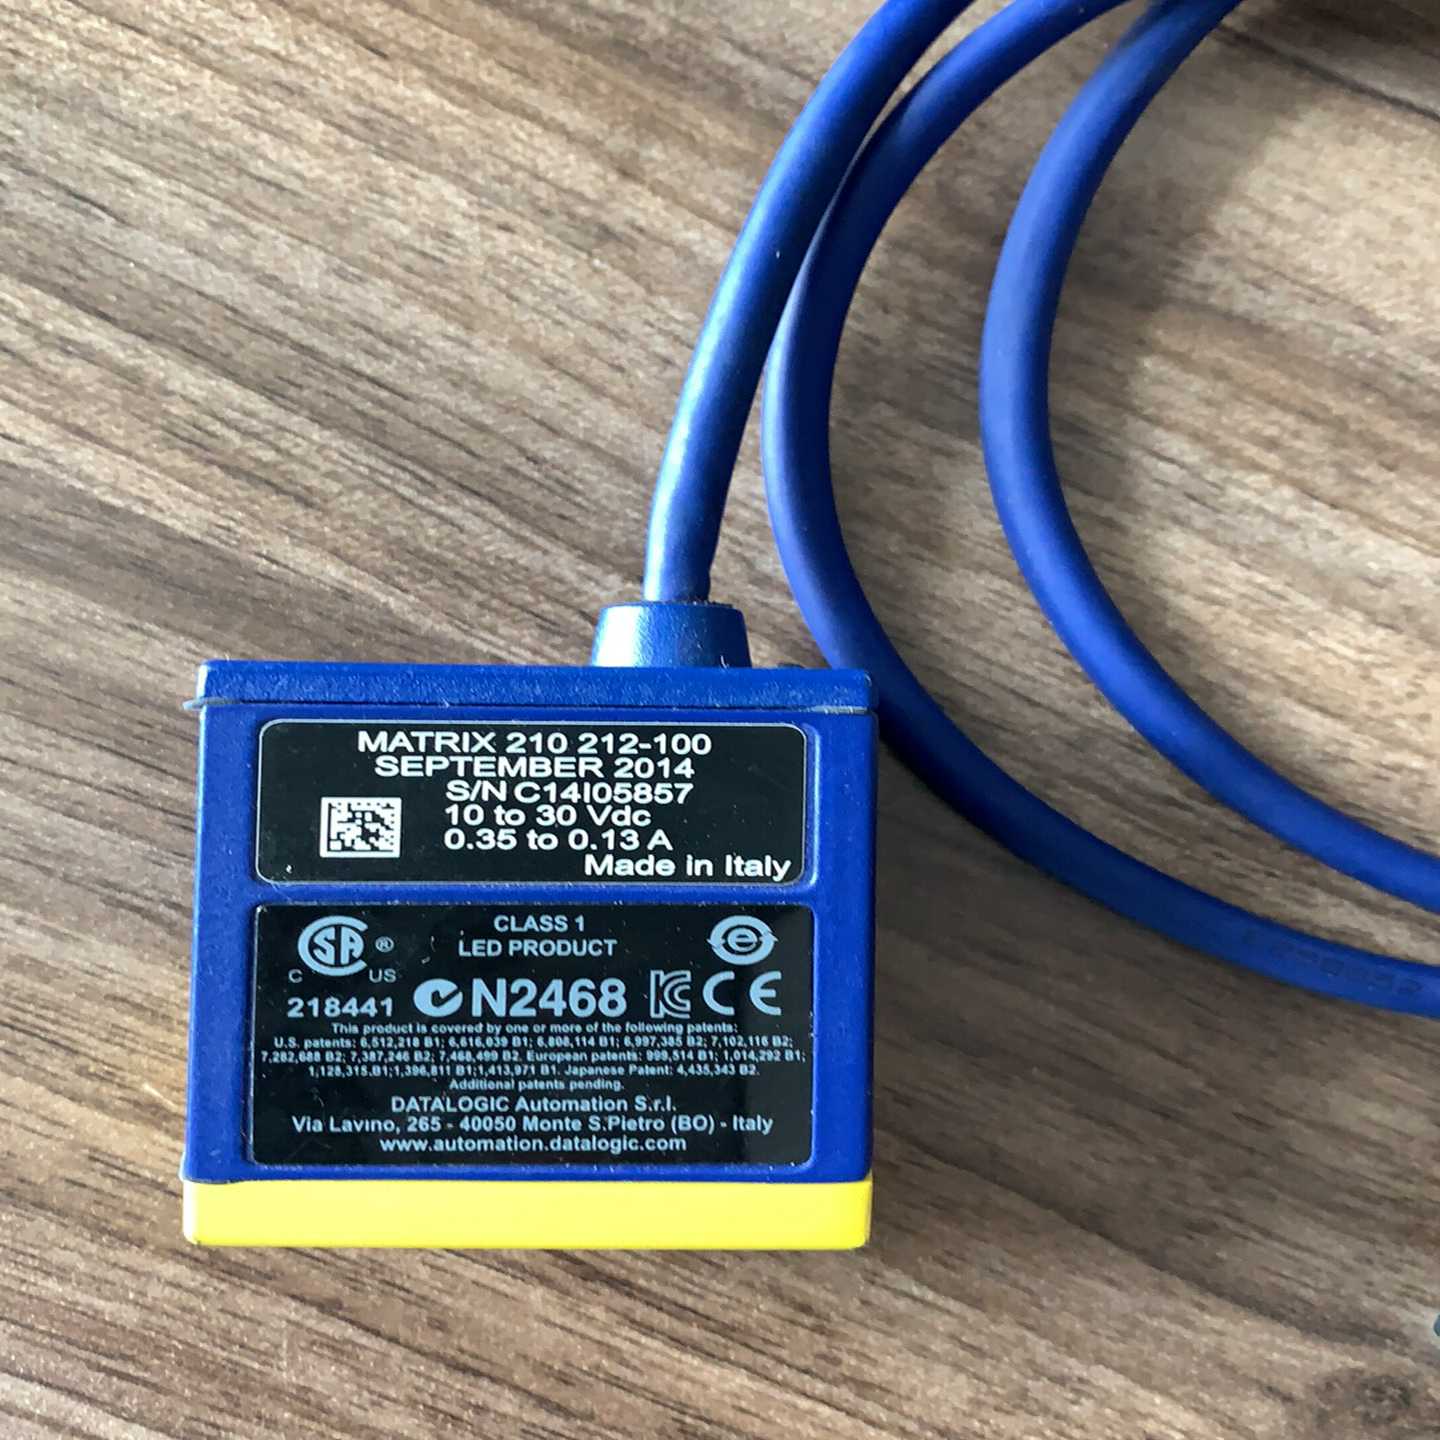 MATRIX 210 212-100
SEPTEMBER 2014
S/N C14I05857
10 to 30 Vdc
0.35 to 0.13 A
Made in Italy
CLASS 1
LED PRODUCT
SA ®
C US
e
218441 N2468 KC CE
This product is covered by one or more of the following patents:
U.S. patents: 6,512,218 B1; 6,616,039 B1; 6,808,114 B1; 6,997,385 B2; 7,102,116 B2;
7,282,688 B2; 7,387,246 B2; 7,468,499 B2. European patents: 999,514 B1; 1,014,292 B1;
1,128,315.B1;1,396,811 B1;1,413,971 B1. Japanese Patent: 4,435,343 B2.
Additional patents pending.
DATALOGIC Automation S.r.l.
Via Lavino, 265 - 40050 Monte S.Pietro (BO) - Italy
www.automation.datalogic.com